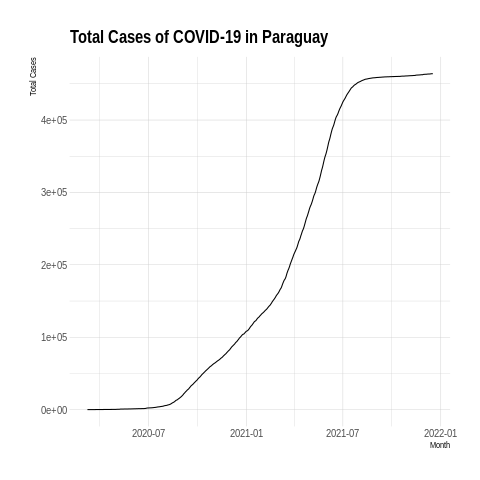 Total Cases of COVID-19 in Paraguay
Total Cases
4e+05
3e+05
2e+05
1e+05
0e+00
2020-07 2021-01 2021-07 2022-01
Month